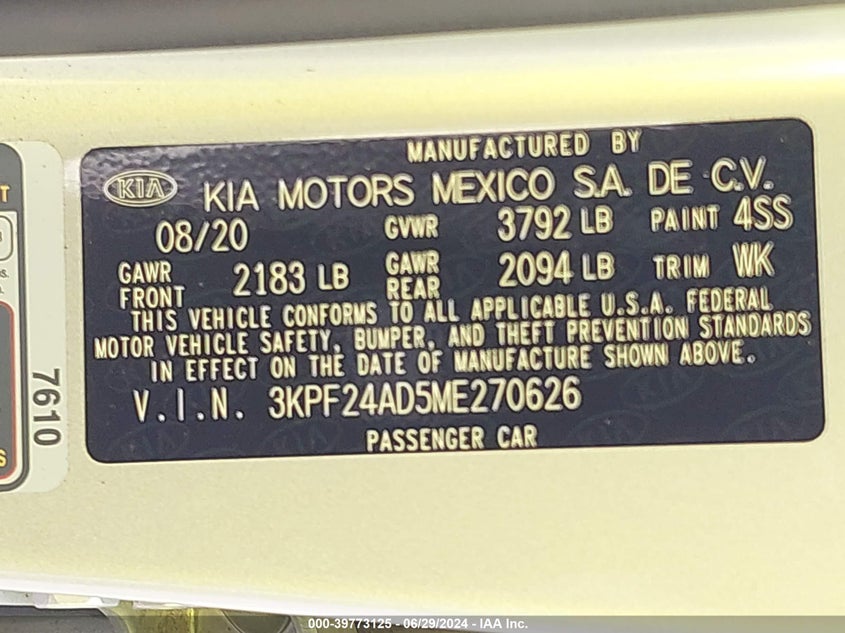 MANUFACTURED BY
KIA KIA MOTORS MEXICO S.A. DE C.V.
08/20 GVWR 3792 LB PAINT 4SS
GAWR FRONT 2183 LB GAWR REAR 2094 LB TRIM WK
THIS VEHICLE CONFORMS TO ALL APPLICABLE U.S.A. FEDERAL
MOTOR VEHICLE SAFETY, BUMPER, AND THEFT PREVENTION STANDARDS
IN EFFECT ON THE DATE OF MANUFACTURE SHOWN ABOVE.
V.I.N. 3KPF24AD5ME270626
PASSENGER CAR
7610
000-39773125 - 06/29/2024 - IAA Inc.